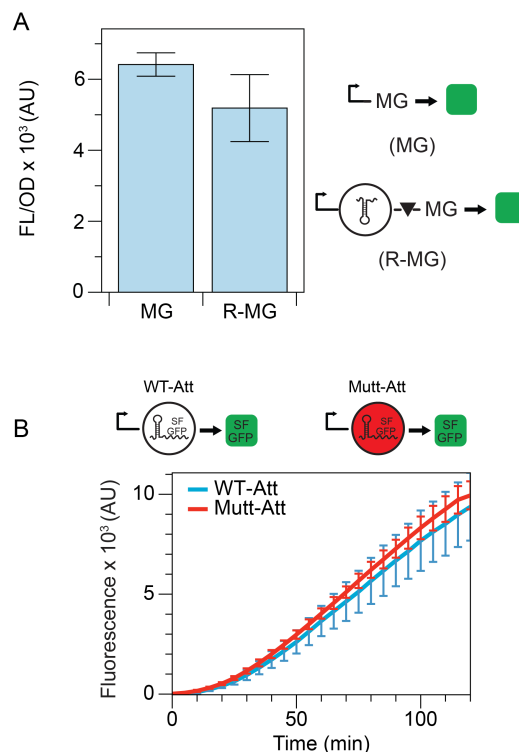 A
FL/OD x 10³ (AU)
6
4
2
0
MG
R-MG
MG
(MG)
MG
(R-MG)
B
WT-Att
SF
GFP
SF
GFP
Mutt-Att
SF
GFP
SF
GFP
Fluorescence x 10³ (AU)
10
5
0
WT-Att
Mutt-Att
0
50
100
Time (min)